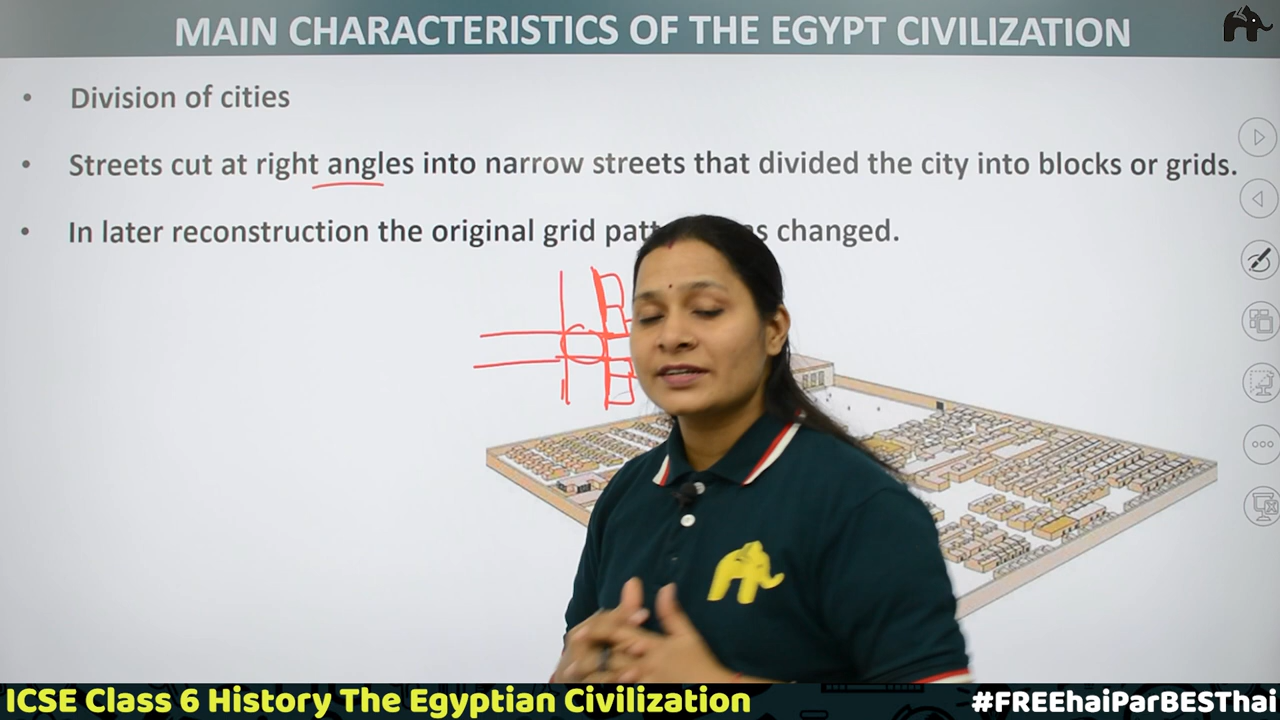 MAIN CHARACTERISTICS OF THE EGYPT CIVILIZATION
• Division of cities
• Streets cut at right angles into narrow streets that divided the city into blocks or grids.
• In later reconstruction the original grid changed.
ICSE Class 6 History The Egyptian Civilization
#FREEhaiParBESThai